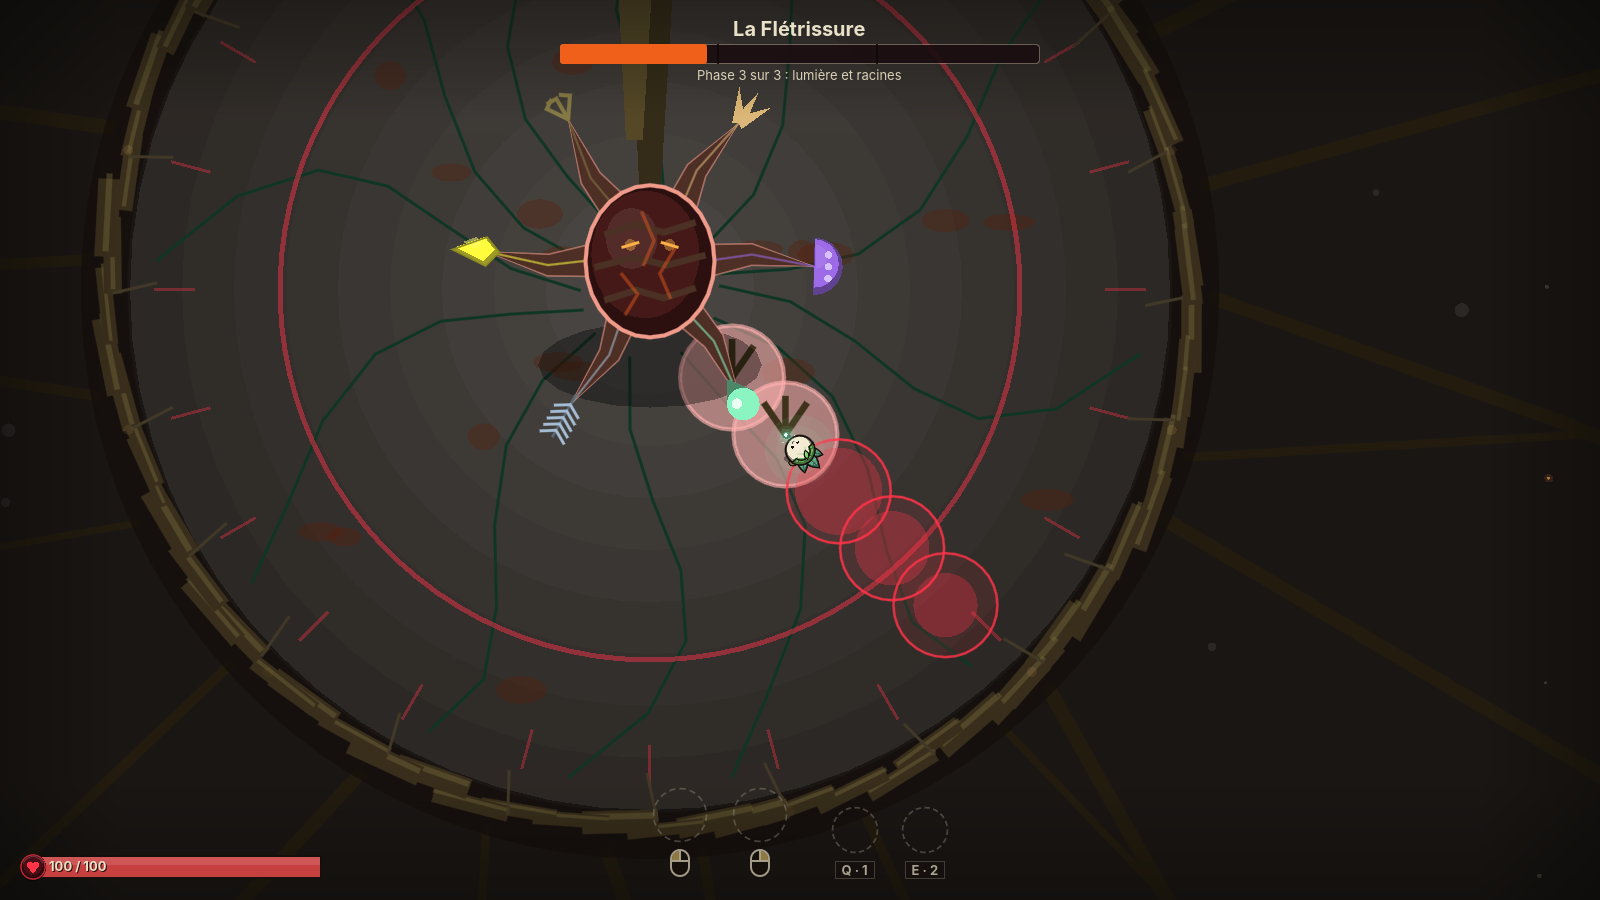 La Flétrissure
Phase 3 sur 3 : lumière et racines
100 / 100
Q · 1
E · 2